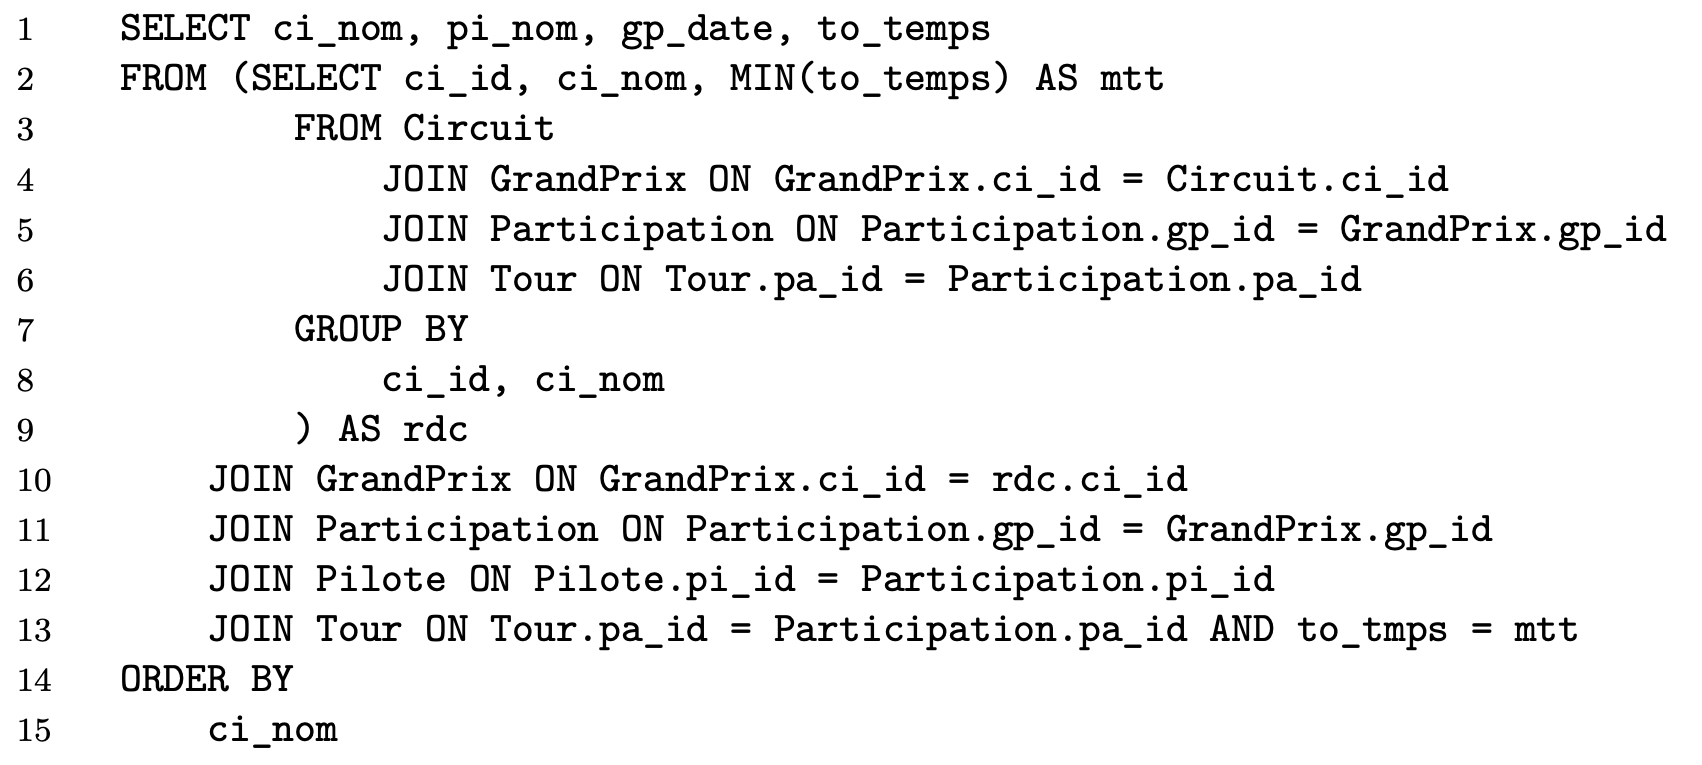 1 SELECT ci_nom, pi_nom, gp_date, to_temps
2 FROM (SELECT ci_id, ci_nom, MIN(to_temps) AS mtt
3 FROM Circuit
4 JOIN GrandPrix ON GrandPrix.ci_id = Circuit.ci_id
5 JOIN Participation ON Participation.gp_id = GrandPrix.gp_id
6 JOIN Tour ON Tour.pa_id = Participation.pa_id
7 GROUP BY
8 ci_id, ci_nom
9 ) AS rdc
10 JOIN GrandPrix ON GrandPrix.ci_id = rdc.ci_id
11 JOIN Participation ON Participation.gp_id = GrandPrix.gp_id
12 JOIN Pilote ON Pilote.pi_id = Participation.pi_id
13 JOIN Tour ON Tour.pa_id = Participation.pa_id AND to_tmps = mtt
14 ORDER BY
15 ci_nom